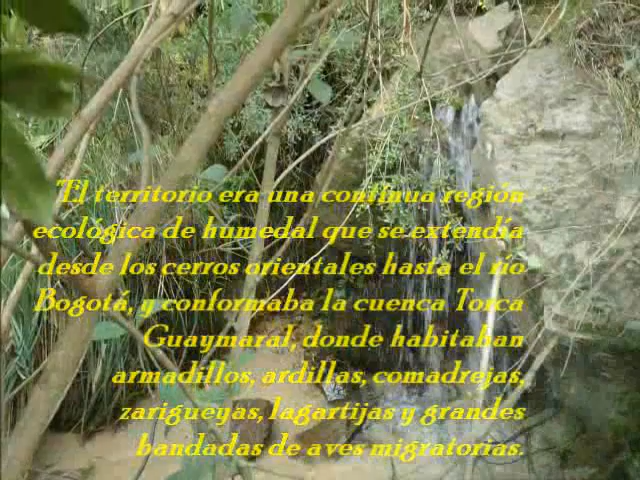 El territorio era una continua región
ecológica de humedal que se extendía
desde los cerros orientales hasta el río
Bogotá, y conformaba la cuenca Torca
Guaymaral, donde habitaban
armadillos, ardillas, comadrejas,
zarigueyas, lagartijas y grandes
bandadas de aves migratorias.